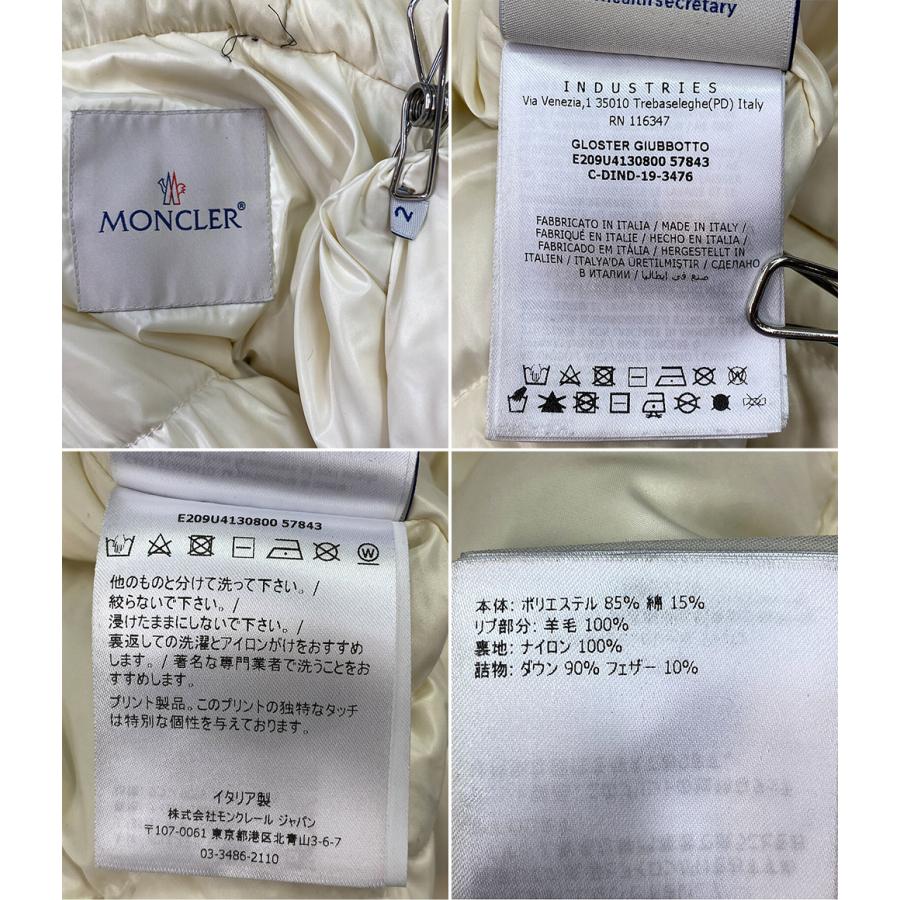 MONCLER®
2
healthsecretary
INDUSTRIES
Via Venezia,1 35010 Trebaseleghe(PD) Italy
RN 116347
GLOSTER GIUBBOTTO
E209U4130800 57843
C-DIND-19-3476
FABBRICATO IN ITALIA / MADE IN ITALY /
FABRIQUÉ EN ITALIE / HECHO EN ITALIA /
FABRICADO EM ITÀLIA / HERGESTELLT IN
ITALIEN / ITALYA'DA ÜRETILMIŞTIR / СДЕЛАНО
В ИТАЛИИ / صنع في ايطاليا
E209U4130800 57843
W
他のものと分けて洗って下さい。/
絞らないで下さい。/
浸けたままにしないで下さい。/
裏返しての洗濯とアイロンがけをおすすめ
します。/ 著名な専門業者で洗うことをお
すすめします。
プリント製品。このプリントの独特なタッチ
は特別な個性を与えております。
イタリア製
株式会社モンクレール ジャパン
〒107-0061 東京都港区北青山3-6-7
03-3486-2110
本体: ポリエステル 85% 綿 15%
リブ部分: 羊毛 100%
裏地: ナイロン 100%
詰物: ダウン 90% フェザー 10%